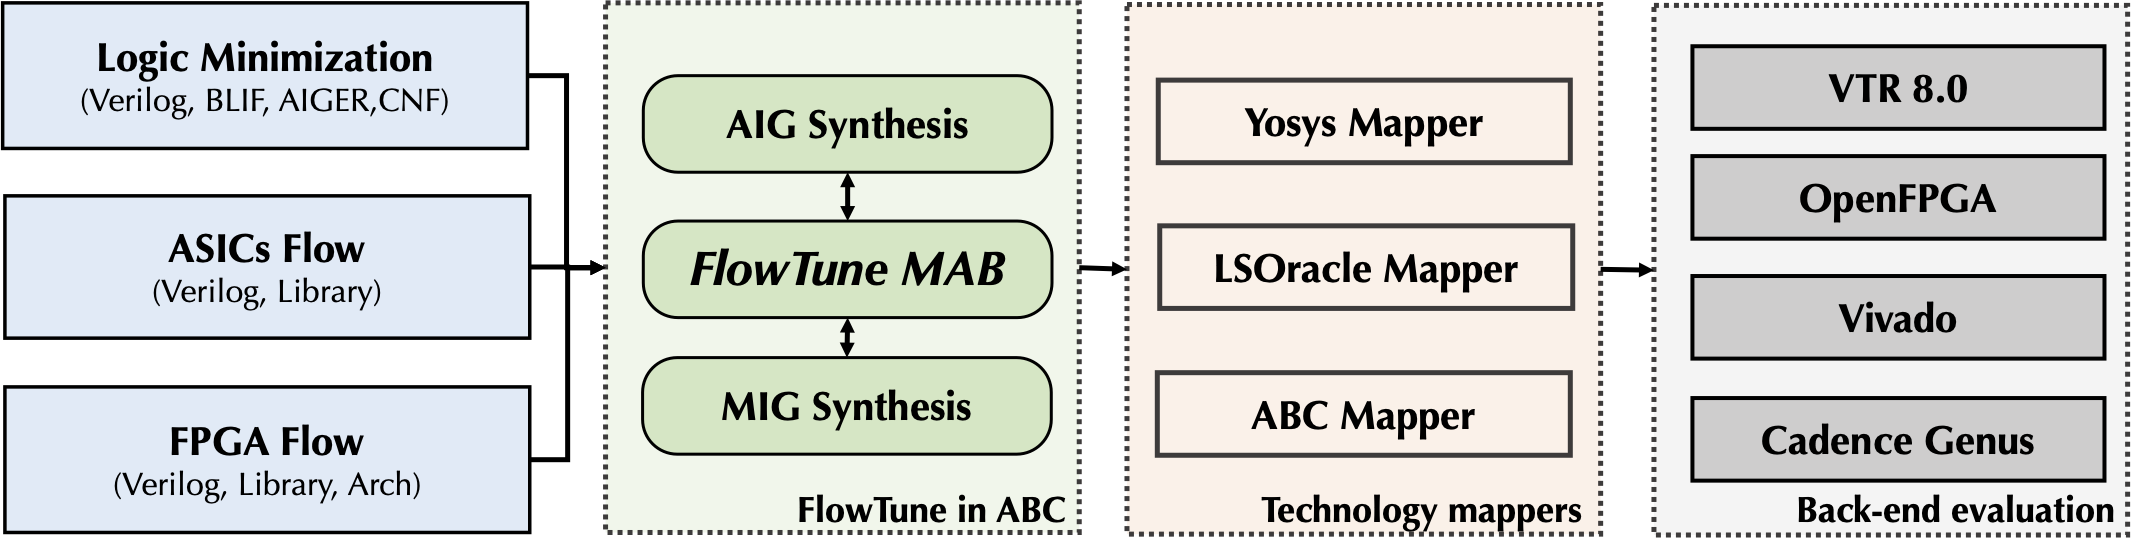 Logic Minimization
(Verilog, BLIF, AIGER,CNF)
ASICs Flow
(Verilog, Library)
FPGA Flow
(Verilog, Library, Arch)
AIG Synthesis
FlowTune MAB
MIG Synthesis
FlowTune in ABC
Yosys Mapper
LSOracle Mapper
ABC Mapper
Technology mappers
VTR 8.0
OpenFPGA
Vivado
Cadence Genus
Back-end evaluation